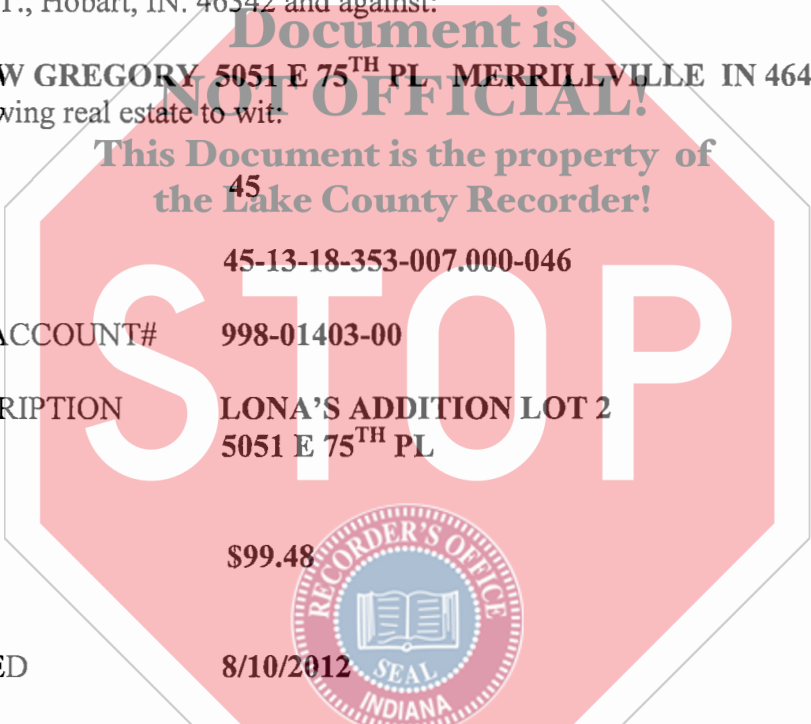 T., Hobart, IN. 46342 and against:
Document is
W GREGORY 5051 E 75TH PL MERRILLVILLE IN 464
NOT OFFICIAL!
wing real estate to wit:
This Document is the property of
45
the Lake County Recorder!
45-13-18-353-007.000-046
STOP
ACCOUNT# 998-01403-00
RIPTION LONA'S ADDITION LOT 2
5051 E 75TH PL
$99.48
RECORDER'S OFFICE
ED 8/10/2012
SEAL
INDIANA